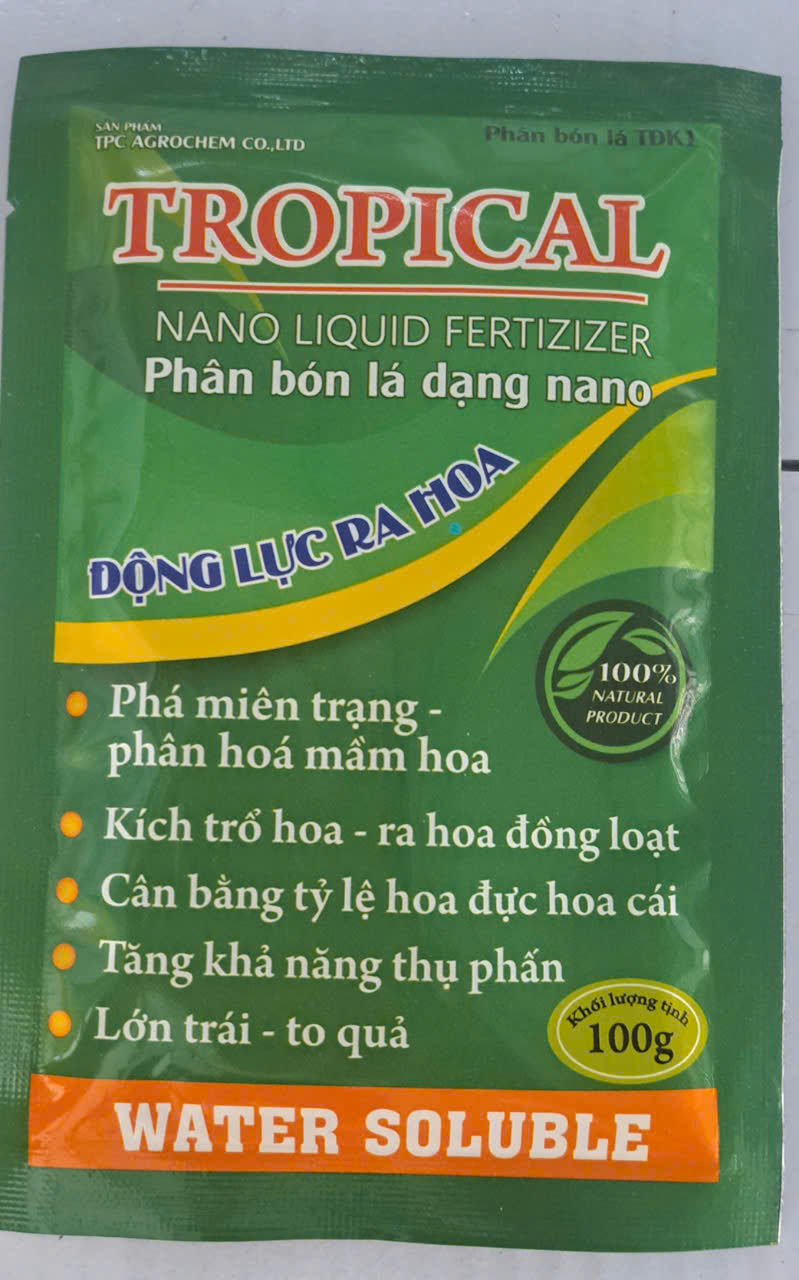 SẢN PHẨM
TPC AGROCHEM CO.,LTD
Phân bón lá TĐK1
TROPICAL
NANO LIQUID FERTIZIZER
Phân bón lá dạng nano
ĐỘNG LỰC RA HOA
100%
NATURAL
PRODUCT
Phá miên trạng -
phân hoá mầm hoa
Kích trổ hoa - ra hoa đồng loạt
Cân bằng tỷ lệ hoa đực hoa cái
Tăng khả năng thụ phấn
Lớn trái - to quả
Khối lượng tịnh
100g
WATER SOLUBLE